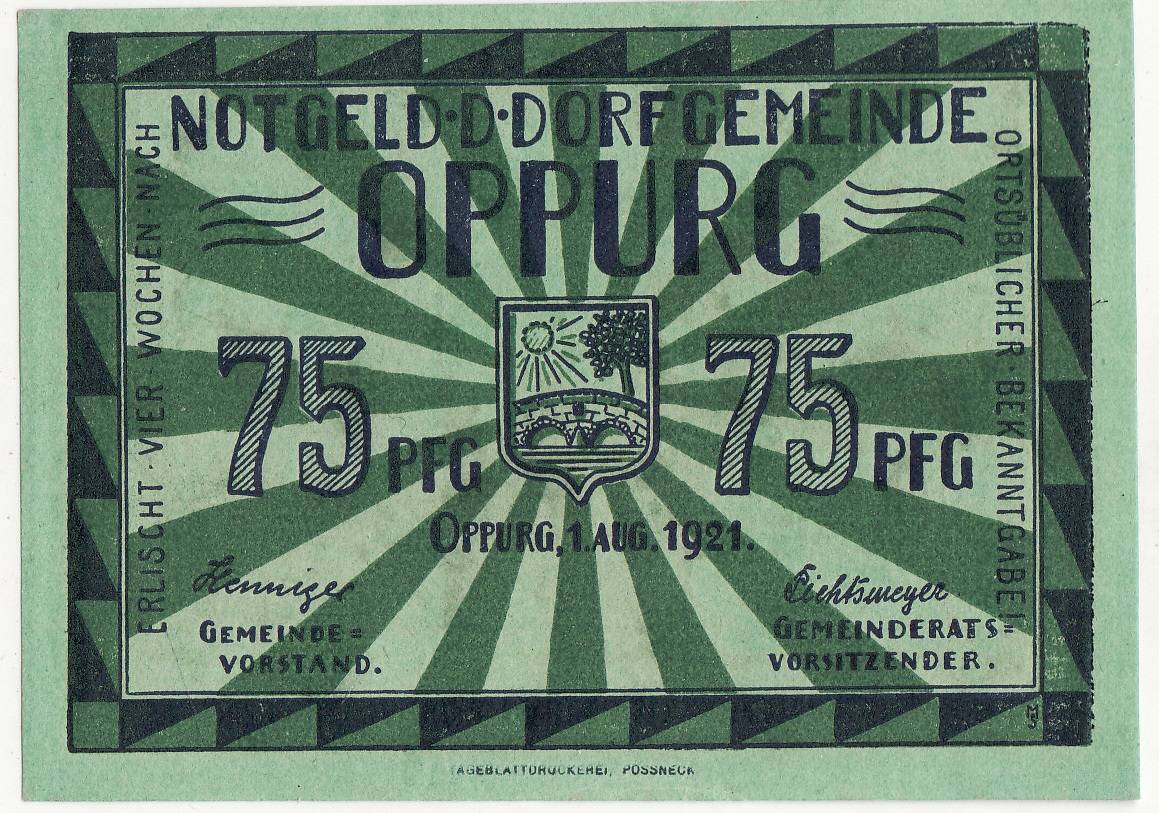 NOTGELD·D·DORFGEMEINDE
OPPURG
ERLISCHT·VIER·WOCHEN·NACH
ORTSÜBLICHER·BEKANNTGABE!
75 PFG
75 PFG
OPPURG, 1. AUG. 1921.
Henniger
GEMEINDE=
VORSTAND.
Eichtsmeyer
GEMEINDERATS=
VORSITZENDER.
TAGEBLATTDRUCKEREI, PÖSSNECK